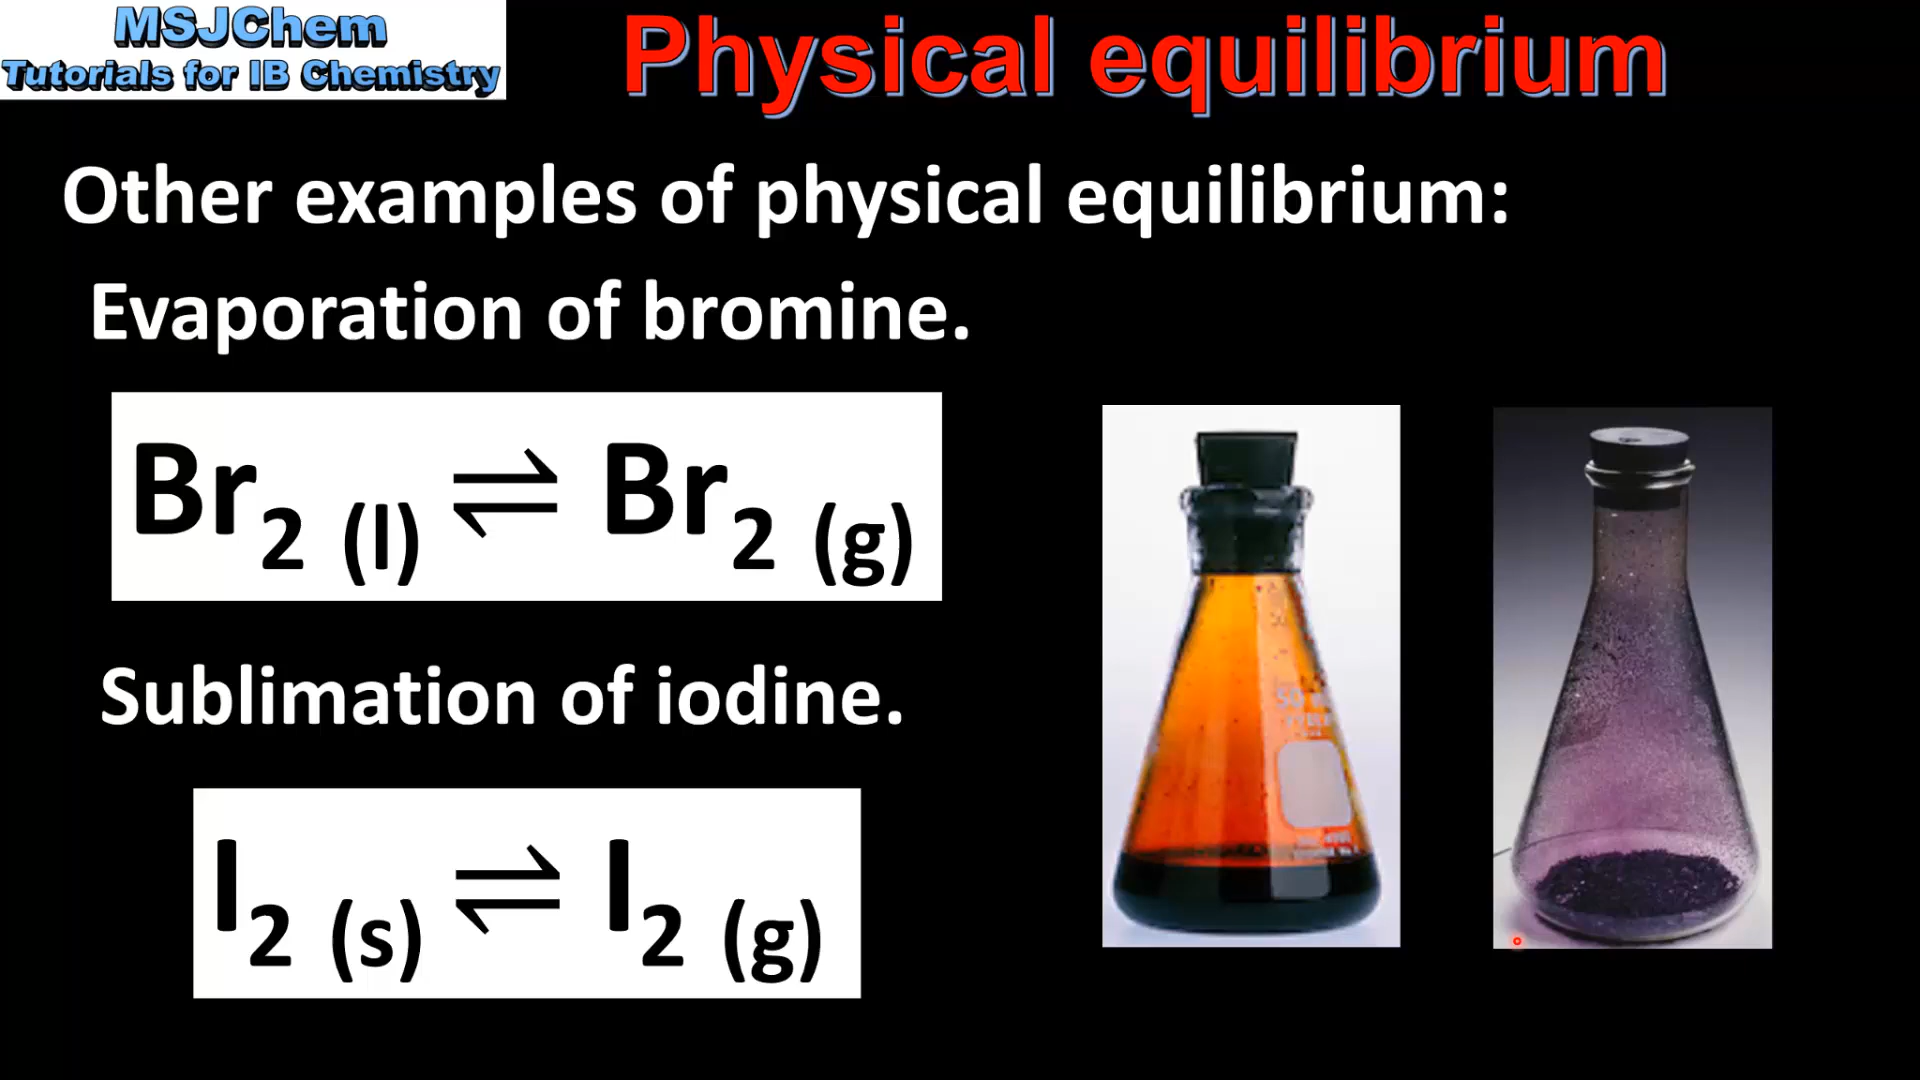 MSJChem
Tutorials for IB Chemistry
Physical equilibrium
Other examples of physical equilibrium:
Evaporation of bromine.
Br₂ (l) ⇌ Br₂ (g)
Sublimation of iodine.
I₂ (s) ⇌ I₂ (g)